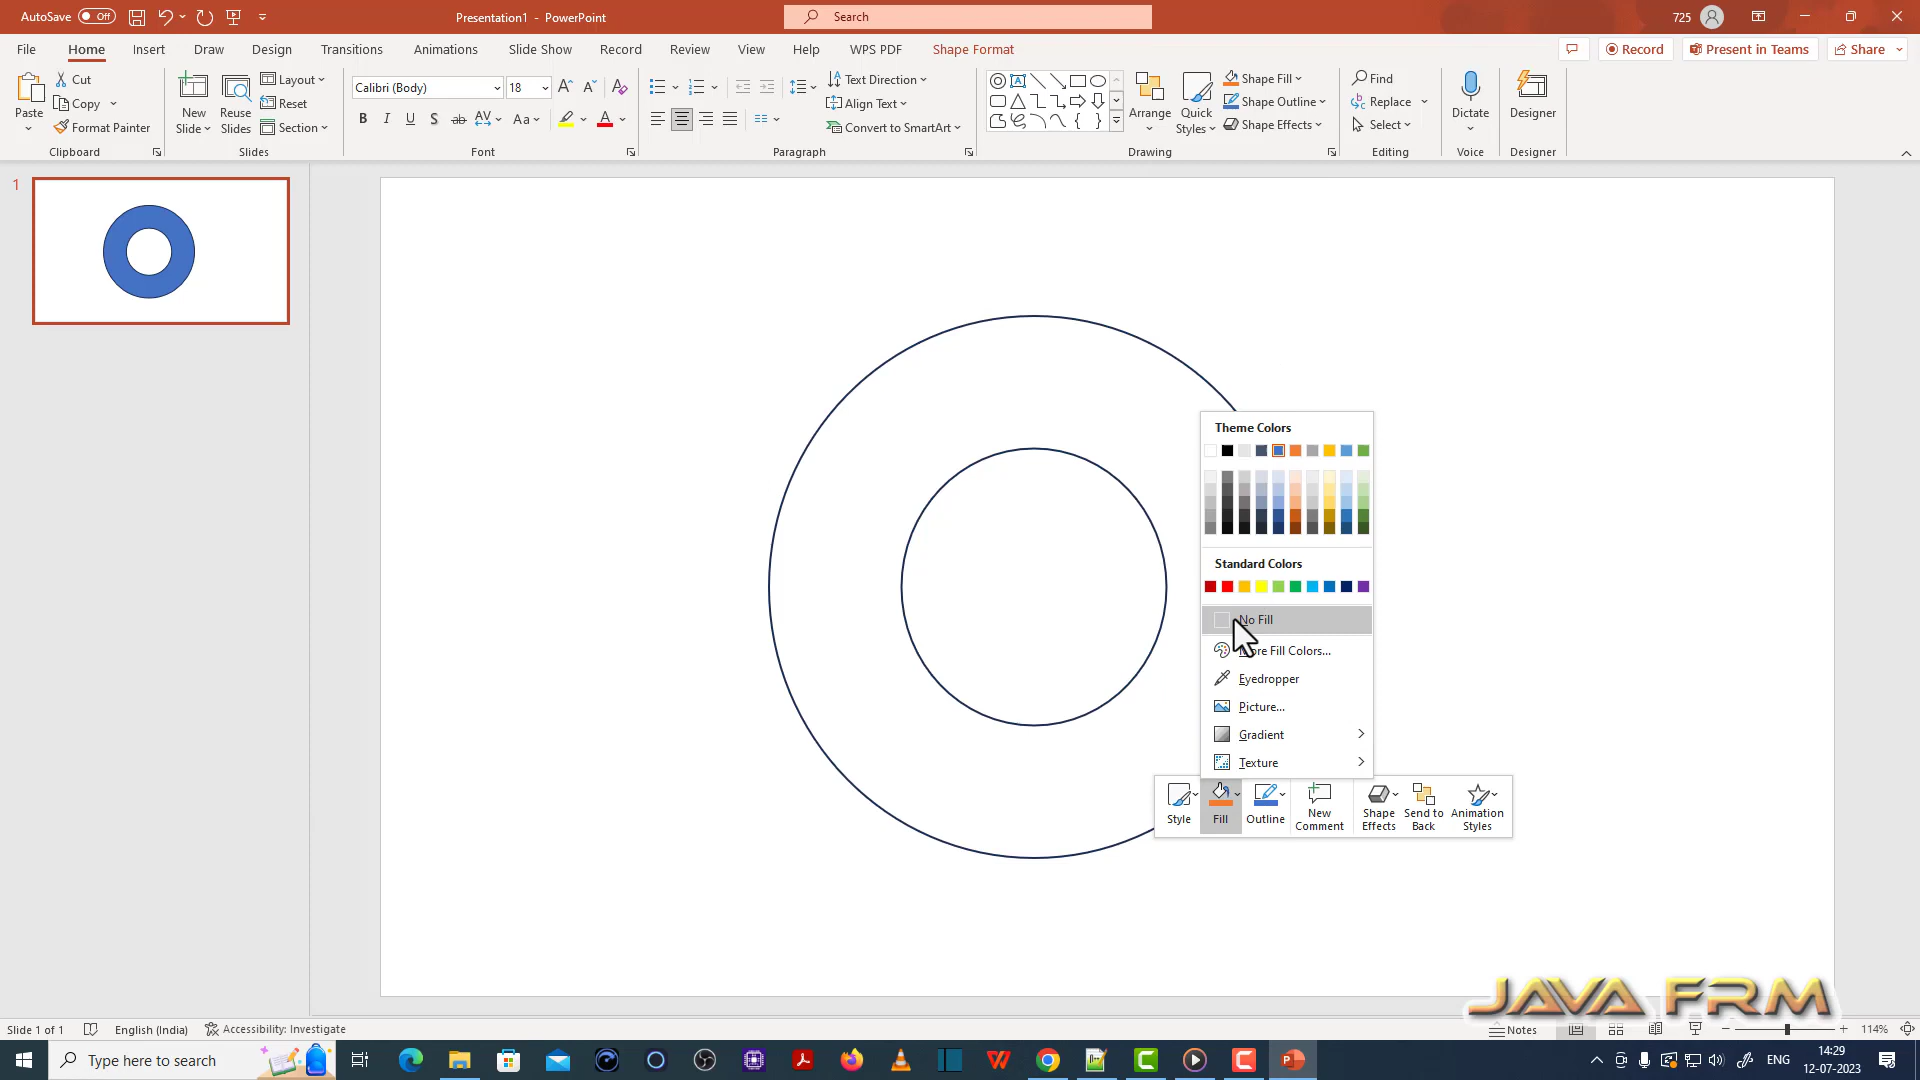 AutoSave Off
Presentation1 - PowerPoint
Search
725
File Home Insert Draw Design Transitions Animations Slide Show Record Review View Help WPS PDF Shape Format
Record Present in Teams Share
Paste
Cut
Copy
Format Painter
Clipboard
New Slide
Reuse Slides
Layout
Reset
Section
Slides
Calibri (Body) 18
B I U S ab AV Aa A
Font
Text Direction
Align Text
Convert to SmartArt
Paragraph
Arrange
Quick Styles
Shape Fill
Shape Outline
Shape Effects
Drawing
Find
Replace
Select
Editing
Dictate
Voice
Designer
Designer
1
Theme Colors
Standard Colors
No Fill
More Fill Colors...
Eyedropper
Picture...
Gradient
Texture
Style Fill Outline
New Comment
Shape Effects
Send to Back
Animation Styles
JAVA FRM
Slide 1 of 1 English (India) Accessibility: Investigate
Notes 114%
Type here to search
ENG
14:29
12-07-2023